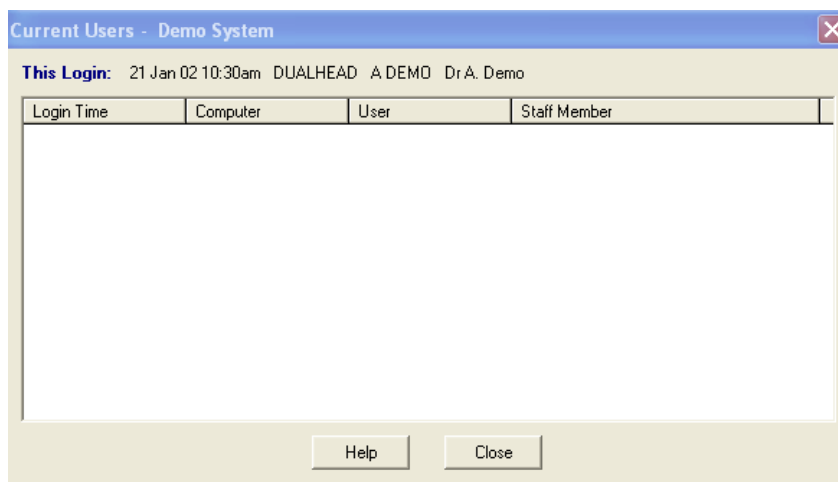 Current Users - Demo System
This Login: 21 Jan 02 10:30am DUALHEAD A DEMO Dr A. Demo
Login Time Computer User Staff Member
Help Close